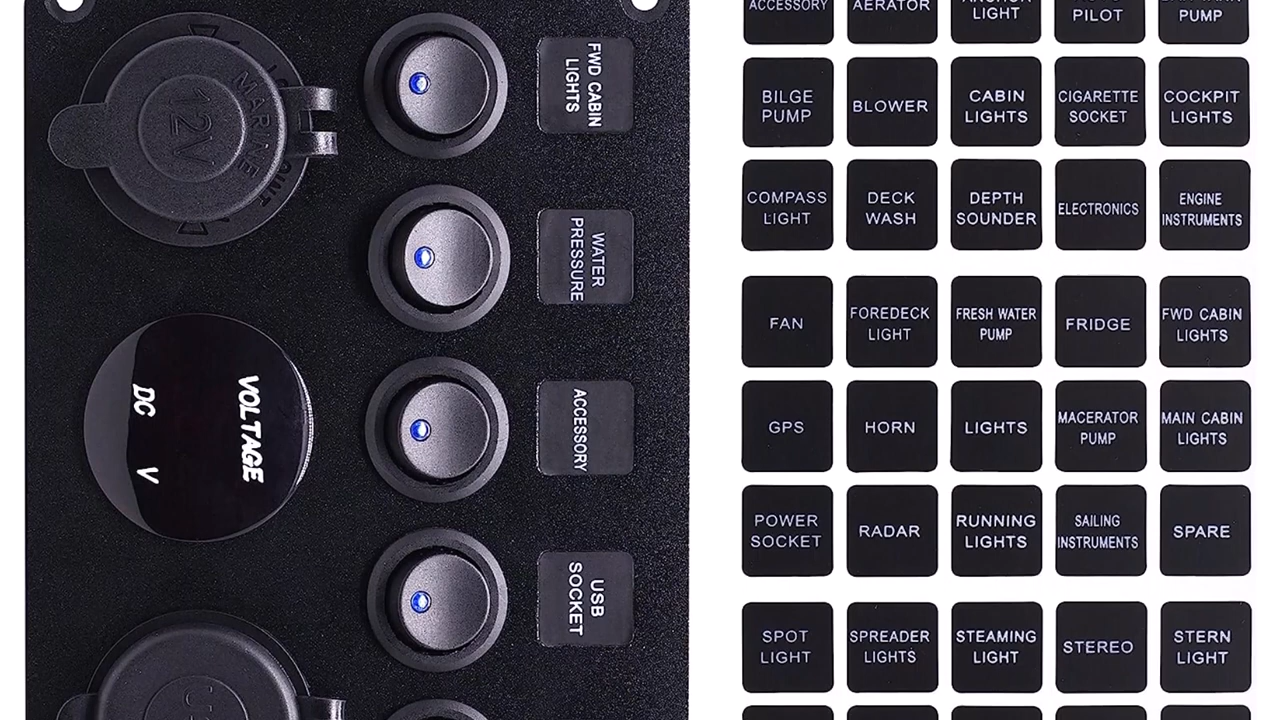 12V
MARINE
FWD CABIN
LIGHTS
WATER
PRESSURE
VOLTAGE
DC V
ACCESSORY
USB
SOCKET
ACCESSORY
AERATOR
LIGHT
PILOT
PUMP
BILGE
PUMP
BLOWER
CABIN
LIGHTS
CIGARETTE
SOCKET
COCKPIT
LIGHTS
COMPASS
LIGHT
DECK
WASH
DEPTH
SOUNDER
ELECTRONICS
ENGINE
INSTRUMENTS
FAN
FOREDECK
LIGHT
FRESH WATER
PUMP
FRIDGE
FWD CABIN
LIGHTS
GPS
HORN
LIGHTS
MACERATOR
PUMP
MAIN CABIN
LIGHTS
POWER
SOCKET
RADAR
RUNNING
LIGHTS
SAILING
INSTRUMENTS
SPARE
SPOT
LIGHT
SPREADER
LIGHTS
STEAMING
LIGHT
STEREO
STERN
LIGHT